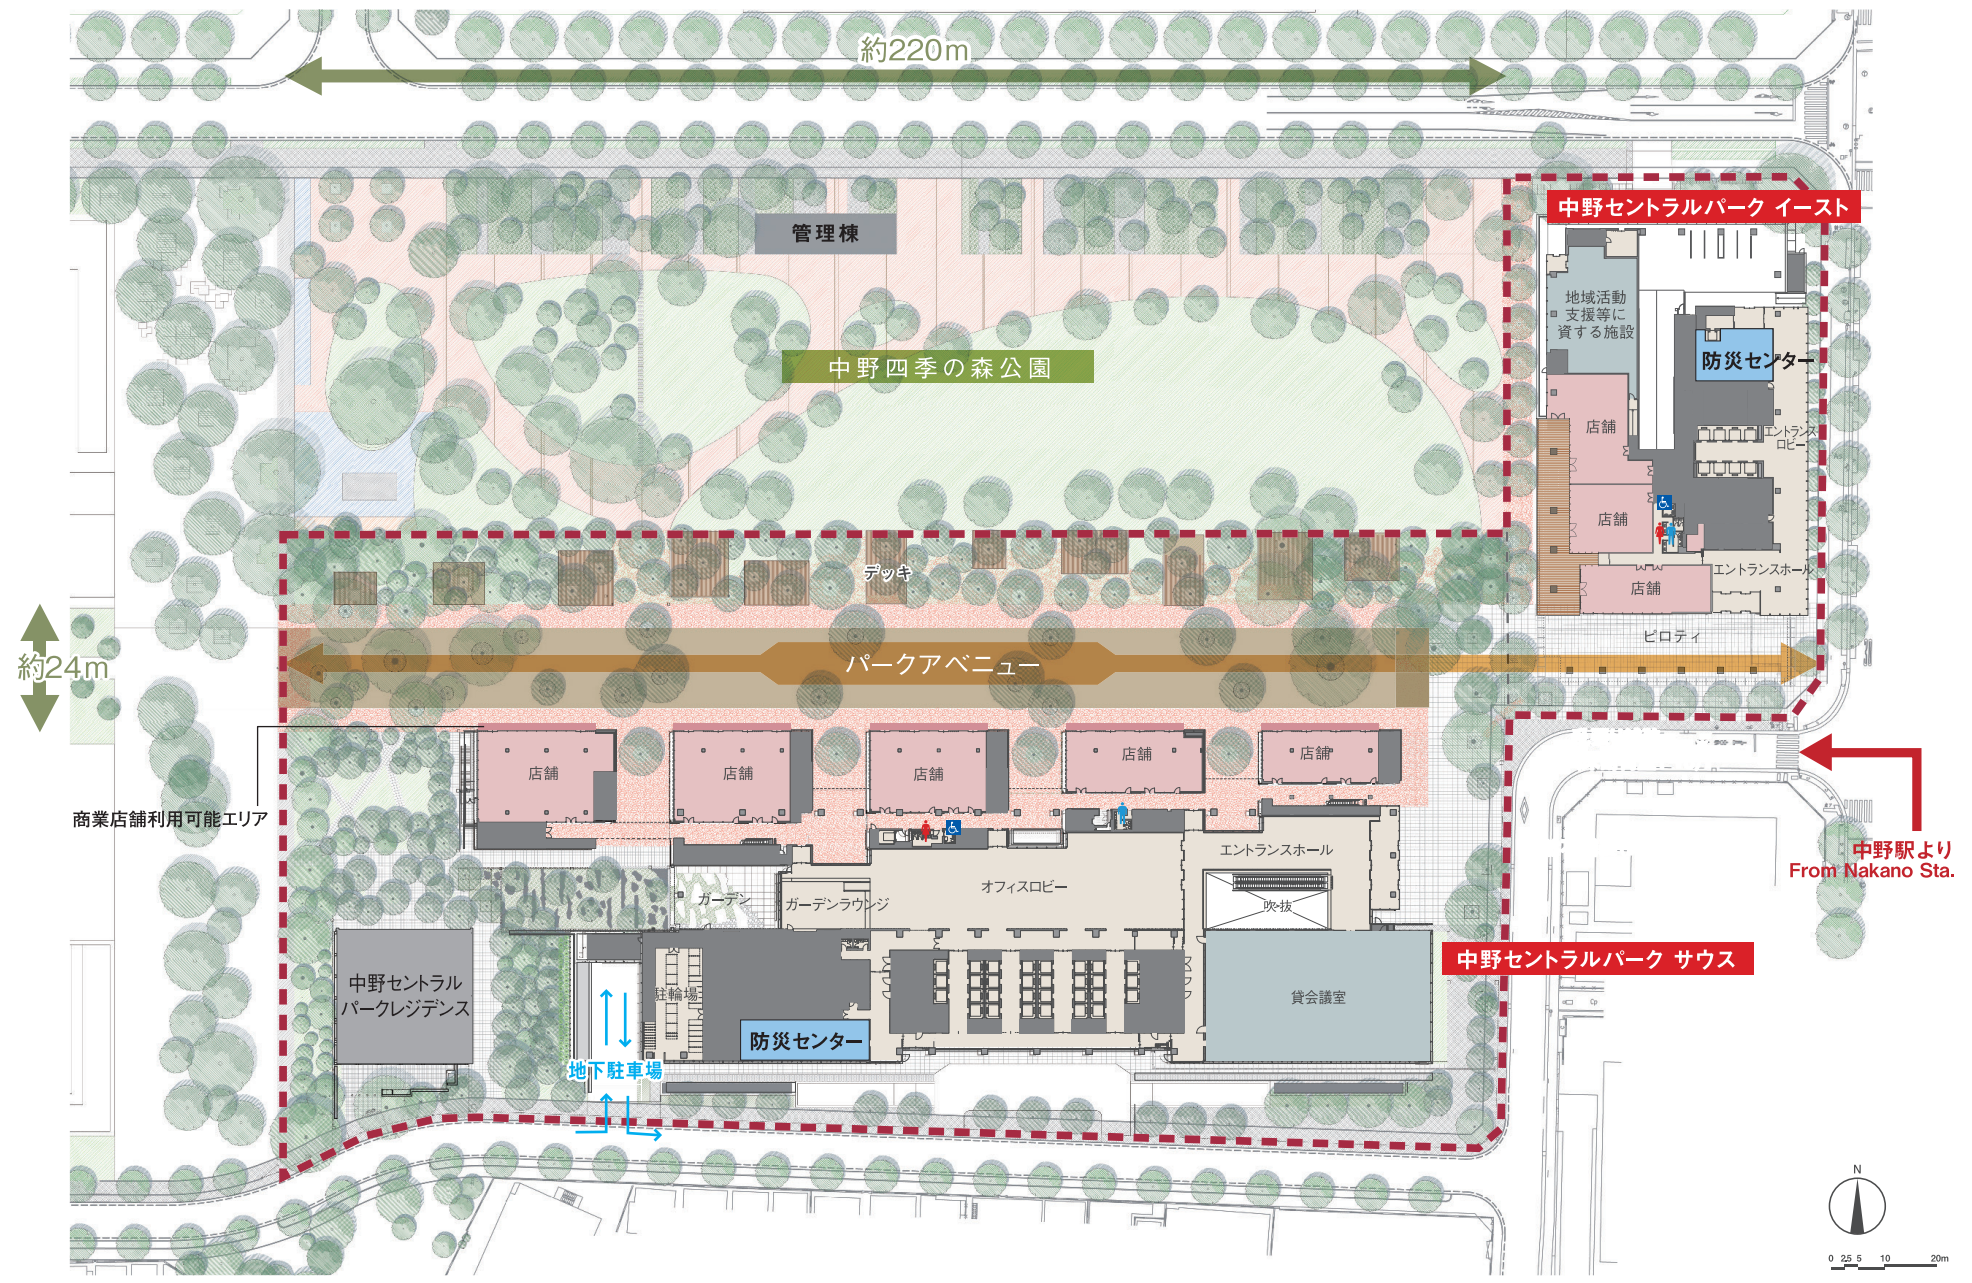 約220m
中野セントラルパーク イースト
管理棟
地域活動
支援等に
資する施設
防災センター
中野四季の森公園
店舗
エントランス
ロビー
店舗
エントランスホール
店舗
デッキ
ピロティ
約24m
パークアベニュー
店舗
店舗
店舗
店舗
店舗
商業店舗利用可能エリア
中野駅より
From Nakano Sta.
エントランスホール
オフィスロビー
ガーデン
ガーデンラウンジ
吹抜
中野セントラルパーク サウス
中野セントラル
パークレジデンス
駐輪場
貸会議室
防災センター
地下駐車場
N
0 2.5 5 10 20m